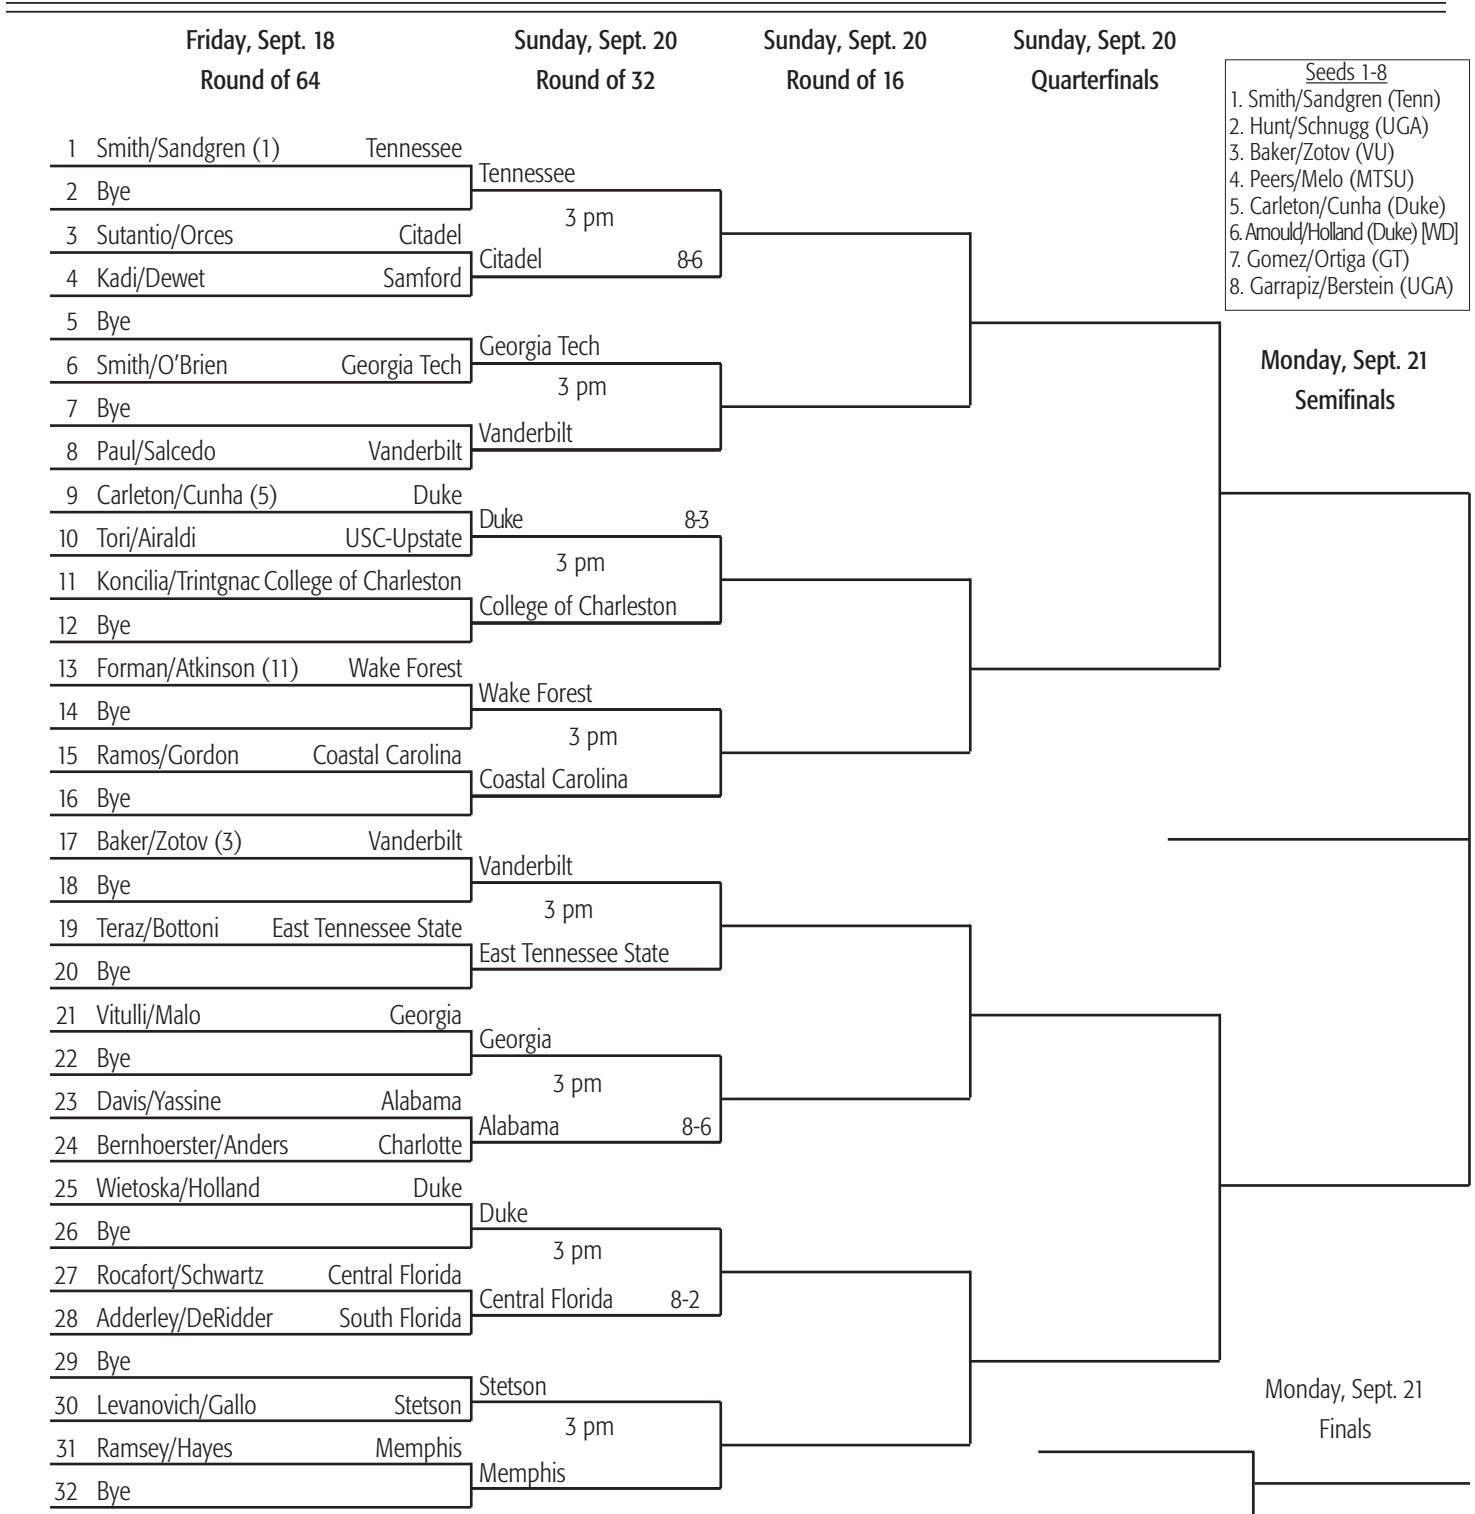 Friday, Sept. 18 Sunday, Sept. 20 Sunday, Sept. 20 Sunday, Sept. 20
Round of 64 Round of 32 Round of 16 Quarterfinals
Seeds 1-8
1. Smith/Sandgren (Tenn)
2. Hunt/Schnugg (UGA)
3. Baker/Zotov (VU)
4. Peers/Melo (MTSU)
5. Carleton/Cunha (Duke)
6. Arnould/Holland (Duke) [WD]
7. Gomez/Ortiga (GT)
8. Garrapiz/Berstein (UGA)
1 Smith/Sandgren (1) Tennessee
Tennessee
2 Bye
3 pm
3 Sutantio/Orces Citadel
Citadel 8-6
4 Kadi/Dewet Samford
5 Bye
Georgia Tech
6 Smith/O'Brien Georgia Tech
3 pm
7 Bye
Vanderbilt
8 Paul/Salcedo Vanderbilt
Monday, Sept. 21
Semifinals
9 Carleton/Cunha (5) Duke
Duke 8-3
10 Tori/Airaldi USC-Upstate
3 pm
11 Koncilia/Trintgnac College of Charleston
College of Charleston
12 Bye
13 Forman/Atkinson (11) Wake Forest
Wake Forest
14 Bye
3 pm
15 Ramos/Gordon Coastal Carolina
Coastal Carolina
16 Bye
17 Baker/Zotov (3) Vanderbilt
Vanderbilt
18 Bye
3 pm
19 Teraz/Bottoni East Tennessee State
East Tennessee State
20 Bye
21 Vitulli/Malo Georgia
Georgia
22 Bye
3 pm
23 Davis/Yassine Alabama
Alabama 8-6
24 Bernhoerster/Anders Charlotte
25 Wietoska/Holland Duke
Duke
26 Bye
3 pm
27 Rocafort/Schwartz Central Florida
Central Florida 8-2
28 Adderley/DeRidder South Florida
29 Bye
Stetson
30 Levanovich/Gallo Stetson
3 pm
31 Ramsey/Hayes Memphis
Memphis
32 Bye
Monday, Sept. 21
Finals